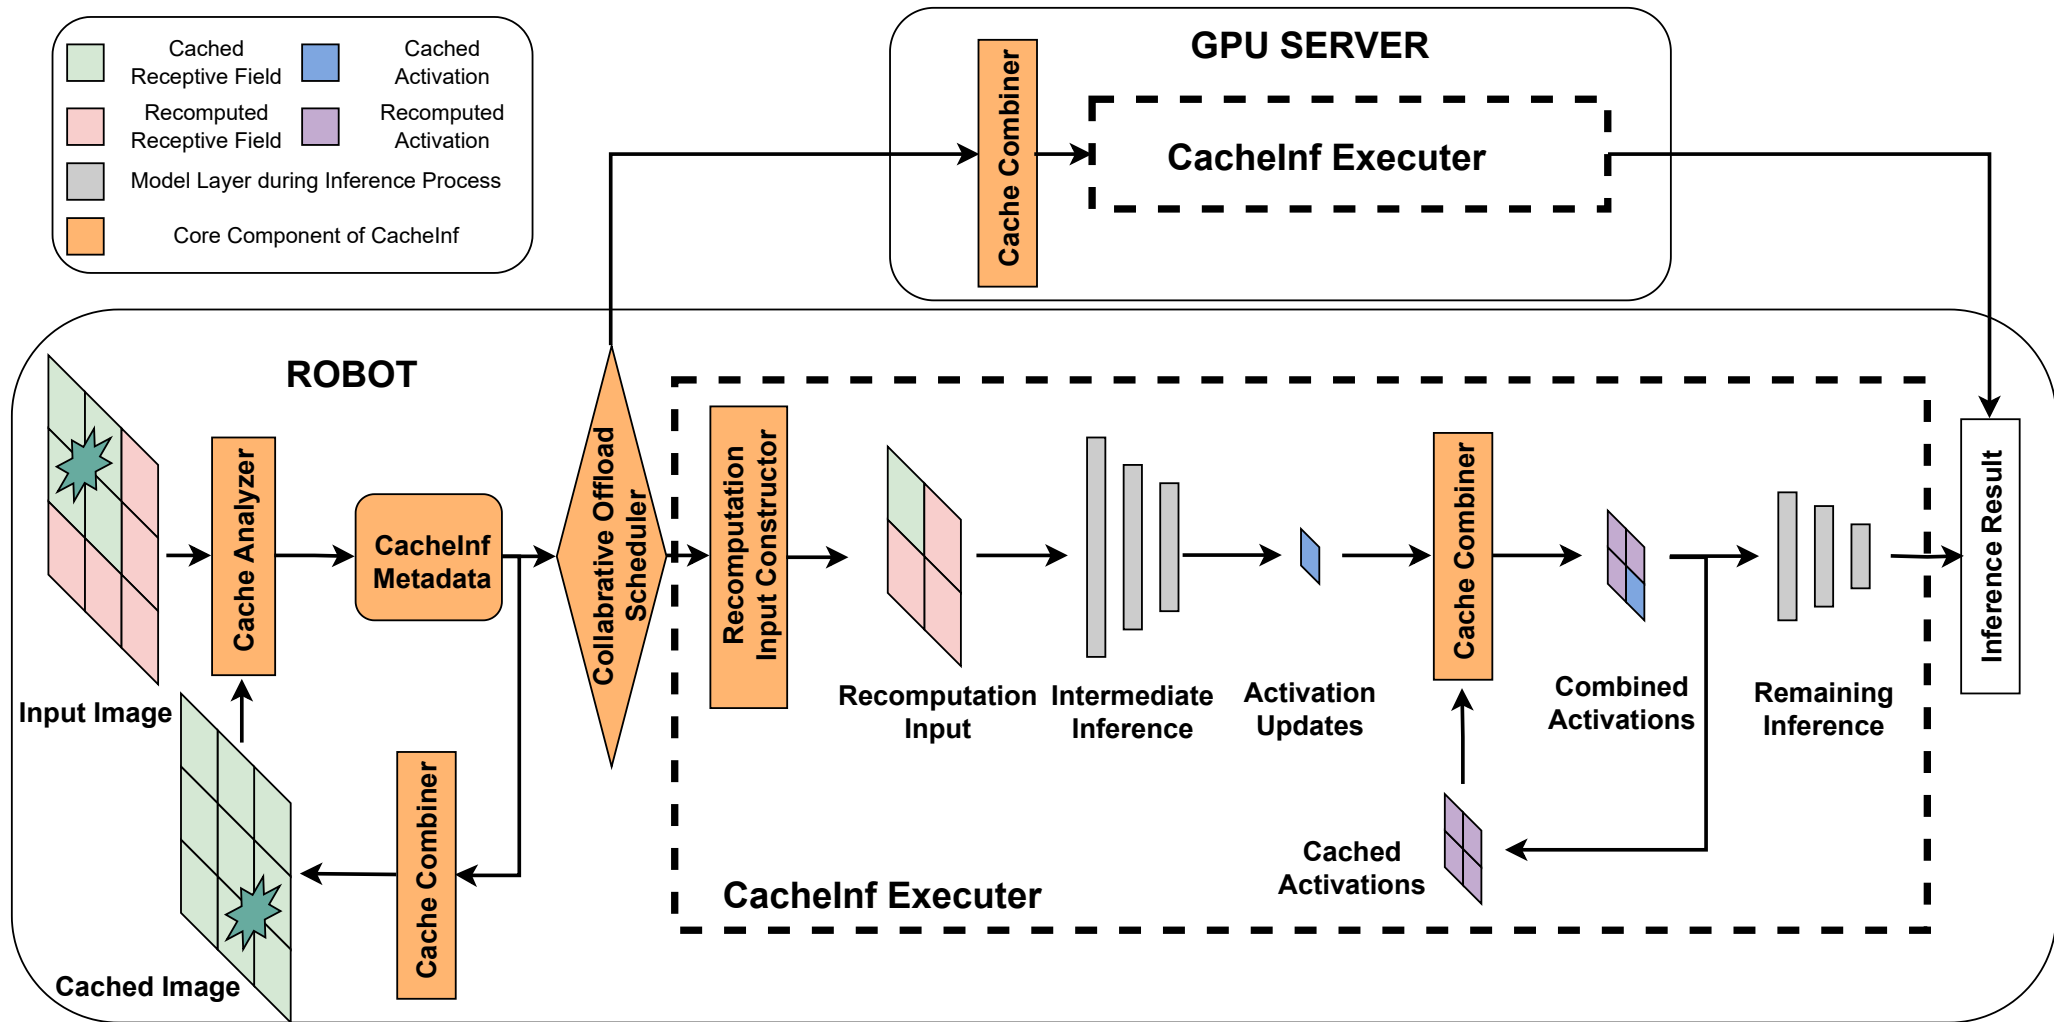 Cached
Receptive Field
Cached
Activation
Recomputed
Receptive Field
Recomputed
Activation
Model Layer during Inference Process
Core Component of CacheInf
GPU SERVER
Cache Combiner
CacheInf Executer
ROBOT
Input Image
Cache Analyzer
CacheInf
Metadata
Cached Image
Cache Combiner
Collabrative Offload
Scheduler
Recomputation
Input Constructor
Recomputation
Input
Intermediate
Inference
Activation
Updates
Cache Combiner
Cached
Activations
Combined
Activations
Remaining
Inference
CacheInf Executer
Inference Result